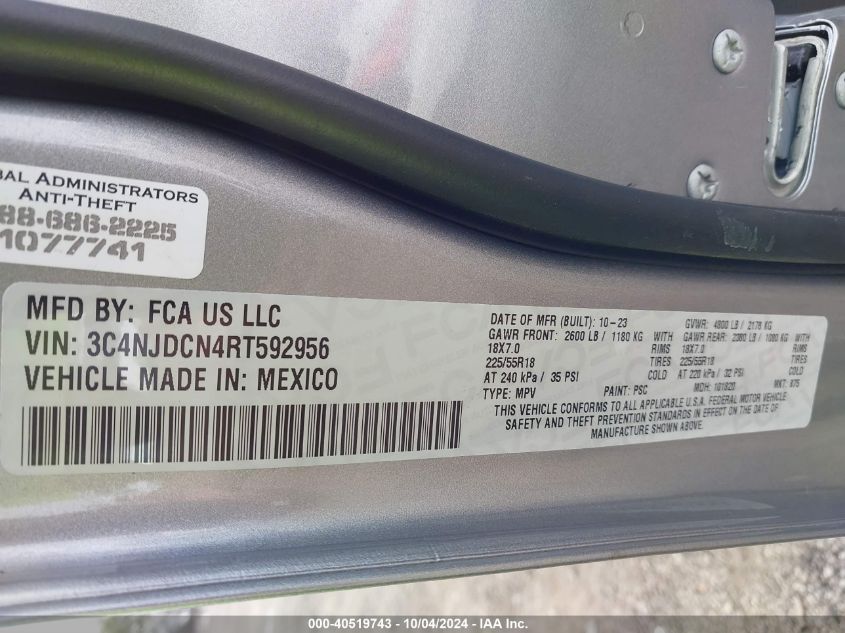 BAL ADMINISTRATORS
ANTI-THEFT
88-686-2225
1077741
MFD BY: FCA US LLC
VIN: 3C4NJDCN4RT592956
VEHICLE MADE IN: MEXICO
DATE OF MFR (BUILT): 10-23 GVWR: 4800 LB / 2178 KG
GAWR FRONT: 2600 LB / 1180 KG WITH GAWR REAR: 2380 LB / 1080 KG WITH
18X7.0 RIMS 18X7.0 RIMS
225/55R18 TIRES 225/55R18 TIRES
AT 240 kPa / 35 PSI COLD AT 220 kPa / 32 PSI COLD
TYPE: MPV PAINT: PSC MDH: 101820 MKT: 875
THIS VEHICLE CONFORMS TO ALL APPLICABLE U.S.A. FEDERAL MOTOR VEHICLE
SAFETY AND THEFT PREVENTION STANDARDS IN EFFECT ON THE DATE OF
MANUFACTURE SHOWN ABOVE.
000-40519743 - 10/04/2024 - IAA Inc.